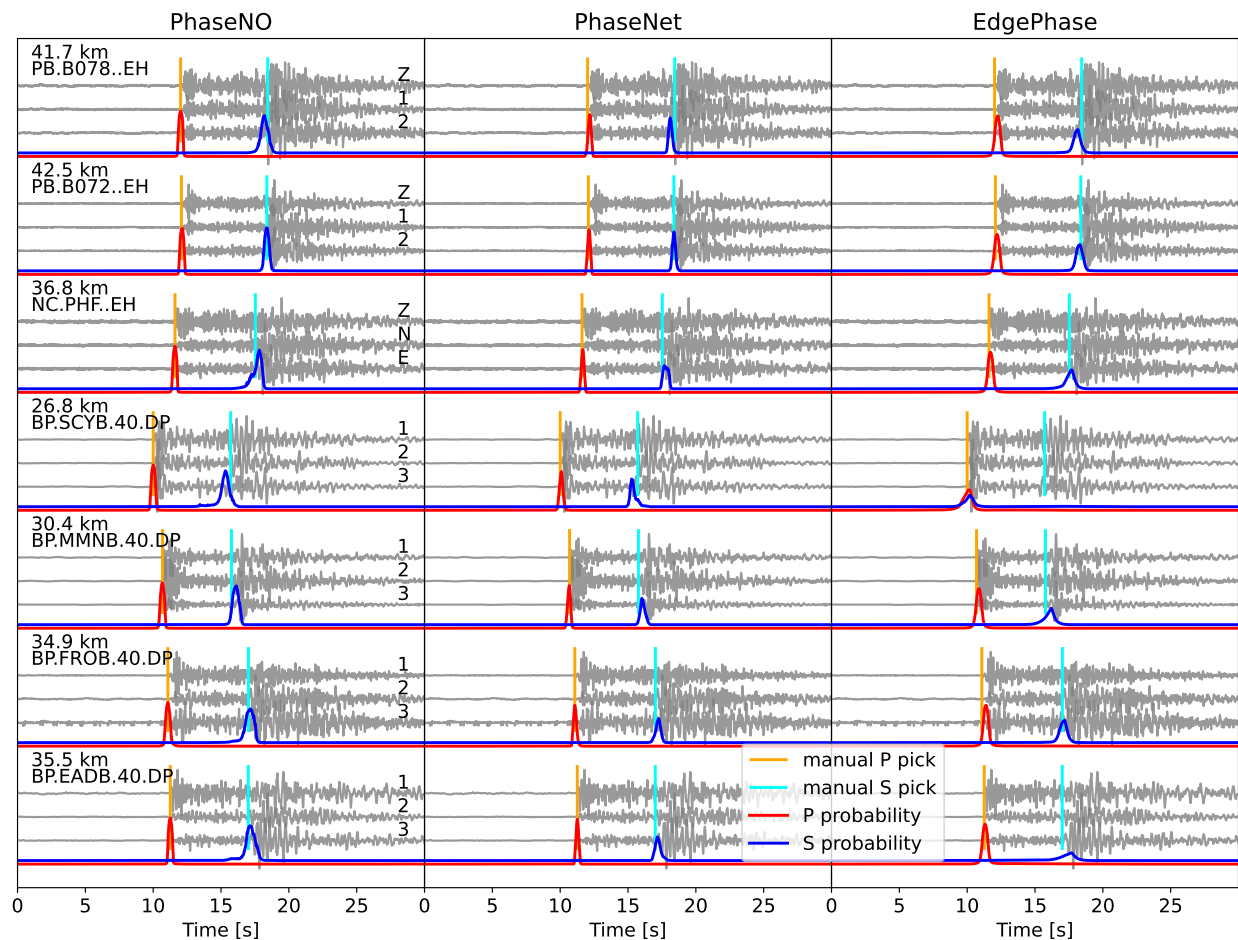 PhaseNO PhaseNet EdgePhase
41.7 km
PB.B078..EH
Z
1
2
42.5 km
PB.B072..EH
Z
1
2
36.8 km
NC.PHF..EH
Z
N
E
26.8 km
BP.SCYB.40.DP
1
2
3
30.4 km
BP.MMNB.40.DP
1
2
3
34.9 km
BP.FROB.40.DP
1
2
3
35.5 km
BP.EADB.40.DP
1
2
3
manual P pick
manual S pick
P probability
S probability
0 5 10 15 20 25 0 5 10 15 20 25 0 5 10 15 20 25
Time [s] Time [s] Time [s]